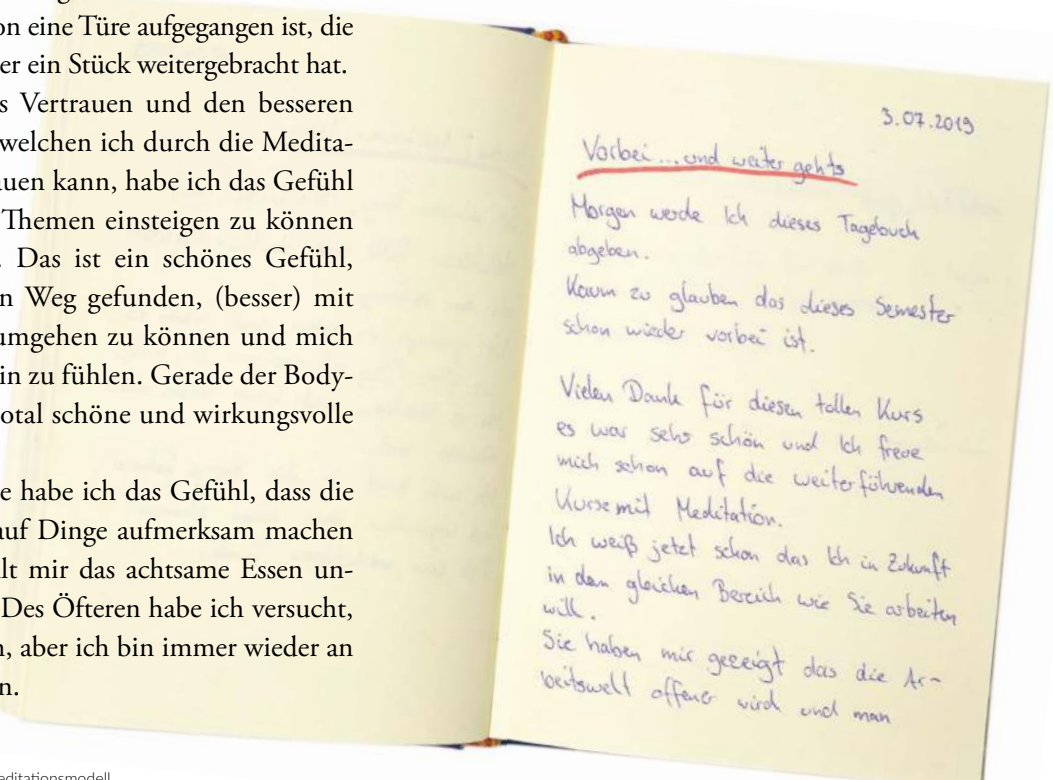 on eine Türe aufgegangen ist, die
er ein Stück weitergebracht hat.
s Vertrauen und den besseren
welchen ich durch die Medita-
auen kann, habe ich das Gefühl
Themen einsteigen zu können
. Das ist ein schönes Gefühl,
n Weg gefunden, (besser) mit
umgehen zu können und mich
in zu fühlen. Gerade der Body-
otal schöne und wirkungsvolle
e habe ich das Gefühl, dass die
auf Dinge aufmerksam machen
lt mir das achtsame Essen un-
Des Öfteren habe ich versucht,
n, aber ich bin immer wieder an
n.
editationsmodell
3.07.2019
Vorbei... und weiter gehts
Morgen werde Ich dieses Tagebuch
abgeben.
Kaum zu glauben das dieses Semester
schon wieder vorbei ist.
Vielen Dank für diesen tollen Kurs
es war sehr schön und Ich freue
mich schon auf die weiterführenden
Kurse mit Meditation.
Ich weiß jetzt schon das Ich in Zukunft
in dem gleichen Bereich wie Sie arbeiten
will.
Sie haben mir gezeigt das die Ar-
beitswelt offener wird und man